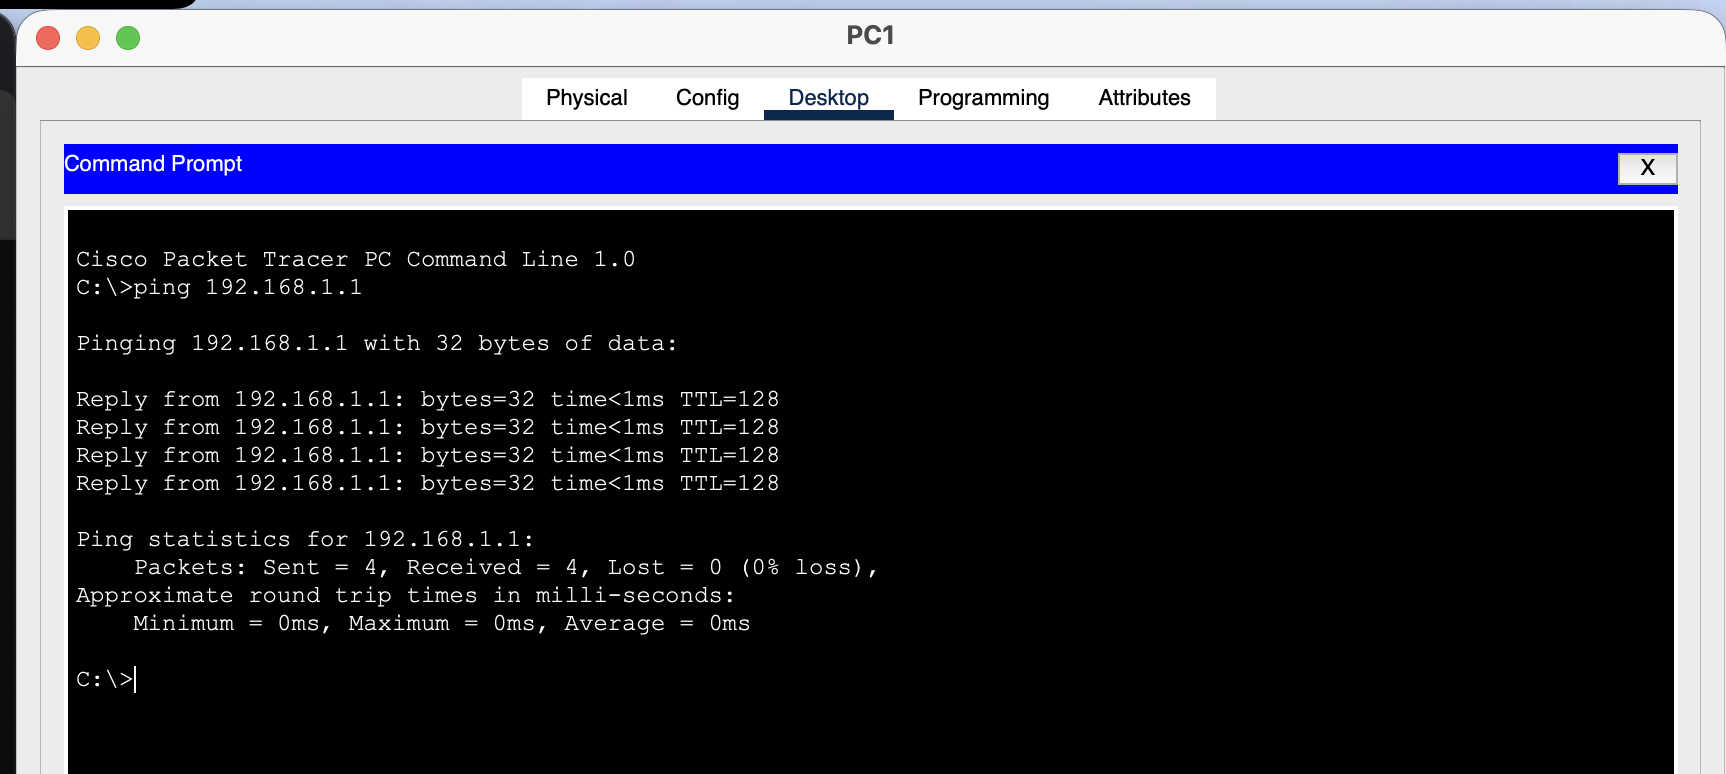 PC1
Physical Config Desktop Programming Attributes
Command Prompt X
Cisco Packet Tracer PC Command Line 1.0
C:\>ping 192.168.1.1
Pinging 192.168.1.1 with 32 bytes of data:
Reply from 192.168.1.1: bytes=32 time<1ms TTL=128
Reply from 192.168.1.1: bytes=32 time<1ms TTL=128
Reply from 192.168.1.1: bytes=32 time<1ms TTL=128
Reply from 192.168.1.1: bytes=32 time<1ms TTL=128
Ping statistics for 192.168.1.1:
    Packets: Sent = 4, Received = 4, Lost = 0 (0% loss),
Approximate round trip times in milli-seconds:
    Minimum = 0ms, Maximum = 0ms, Average = 0ms
C:\>